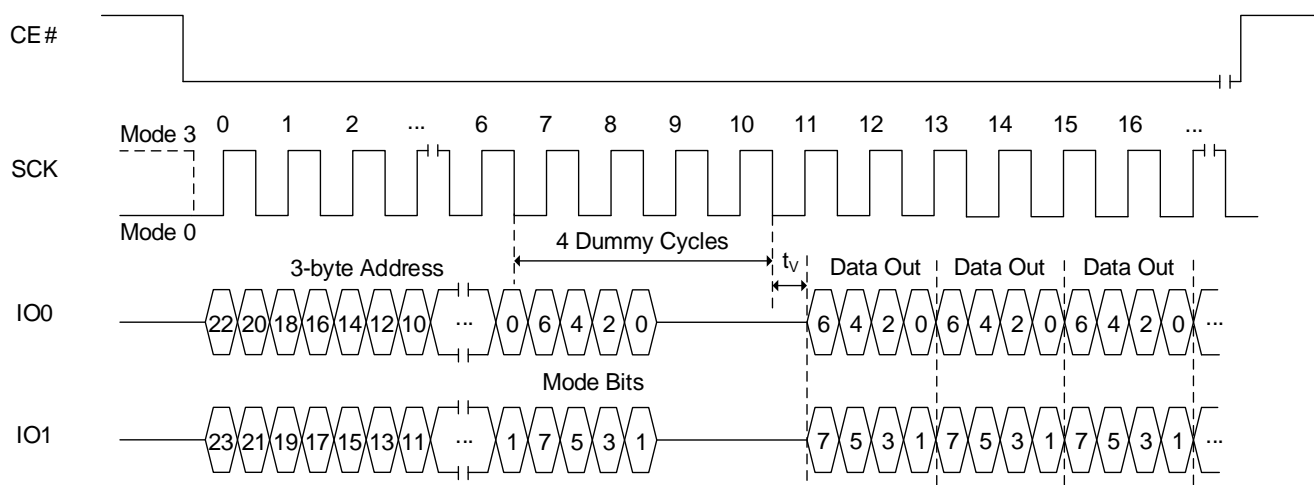 CE#
0 1 2 ... 6 7 8 9 10 11 12 13 14 15 16 ...
Mode 3
SCK
Mode 0
4 Dummy Cycles
3-byte Address tV Data Out Data Out Data Out
IO0 22 20 18 16 14 12 10 ... 0 6 4 2 0 6 4 2 0 6 4 2 0 6 4 2 0 ...
Mode Bits
IO1 23 21 19 17 15 13 11 ... 1 7 5 3 1 7 5 3 1 7 5 3 1 7 5 3 1 ...